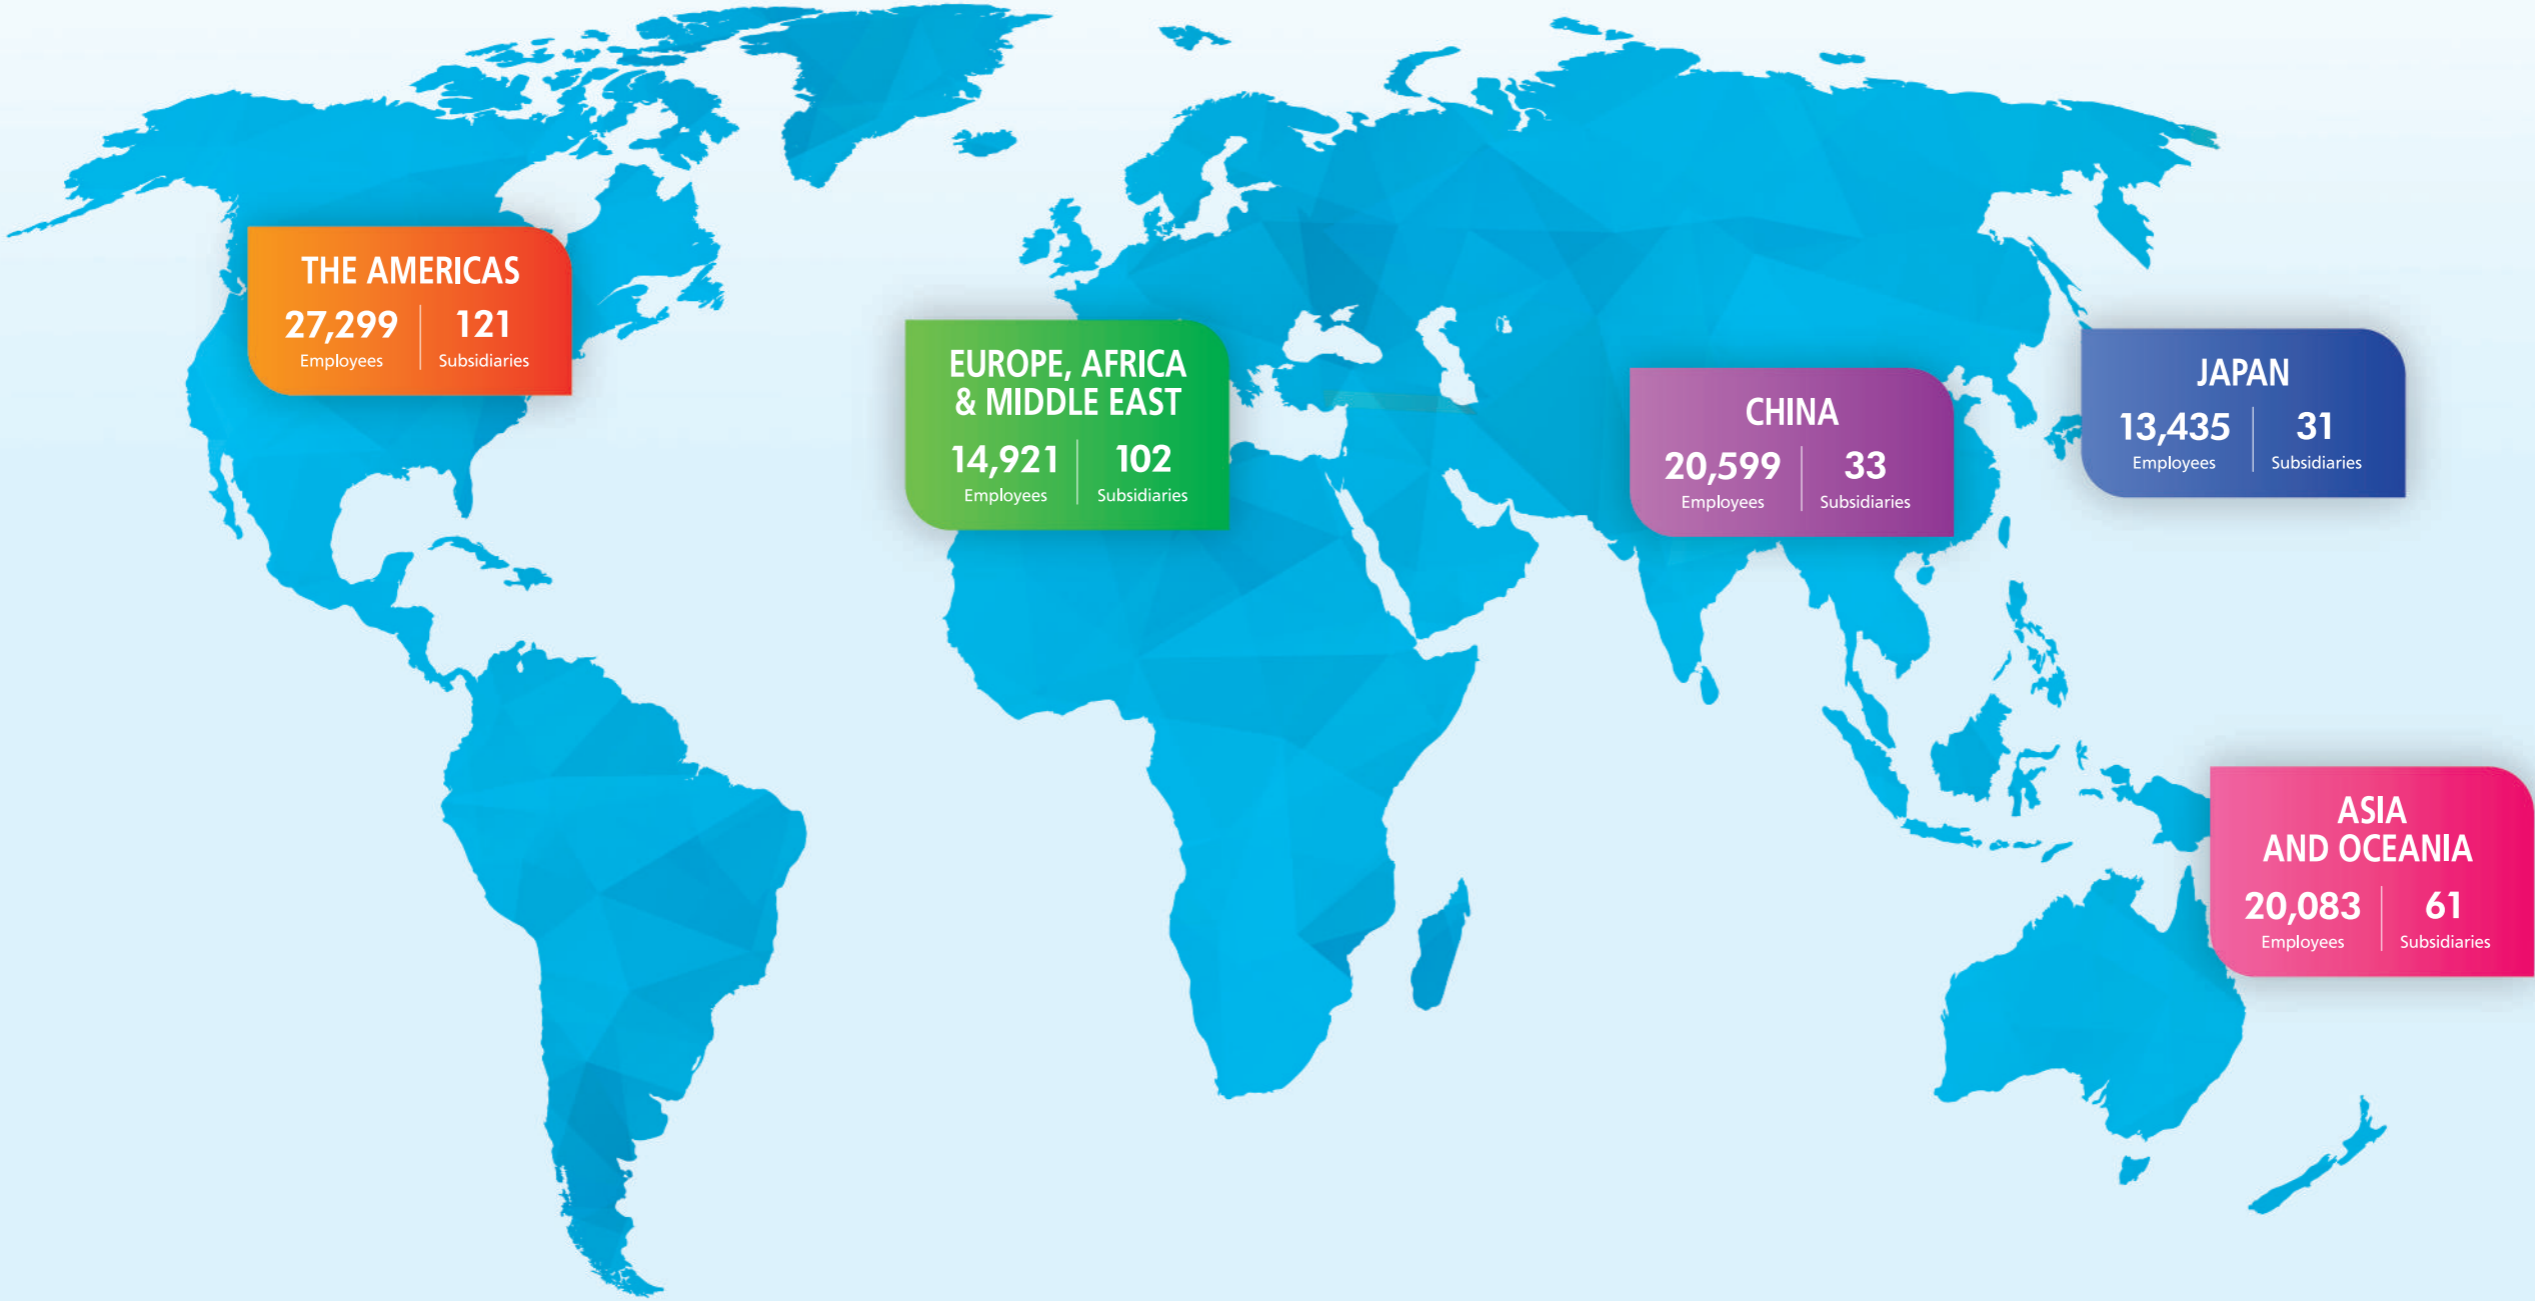 THE AMERICAS
27,299 121
Employees Subsidiaries
EUROPE, AFRICA
& MIDDLE EAST
14,921 102
Employees Subsidiaries
CHINA
20,599 33
Employees Subsidiaries
JAPAN
13,435 31
Employees Subsidiaries
ASIA
AND OCEANIA
20,083 61
Employees Subsidiaries